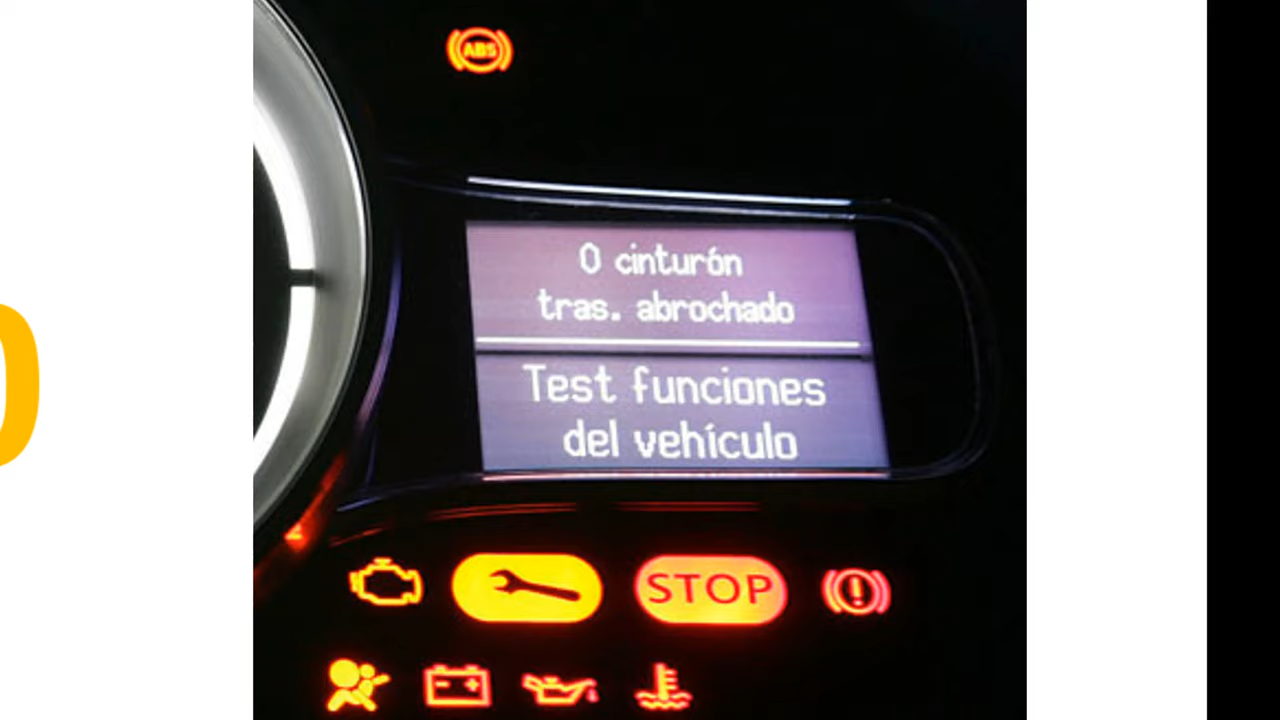 ABS
0 cinturón
tras. abrochado
Test funciones
del vehículo
STOP